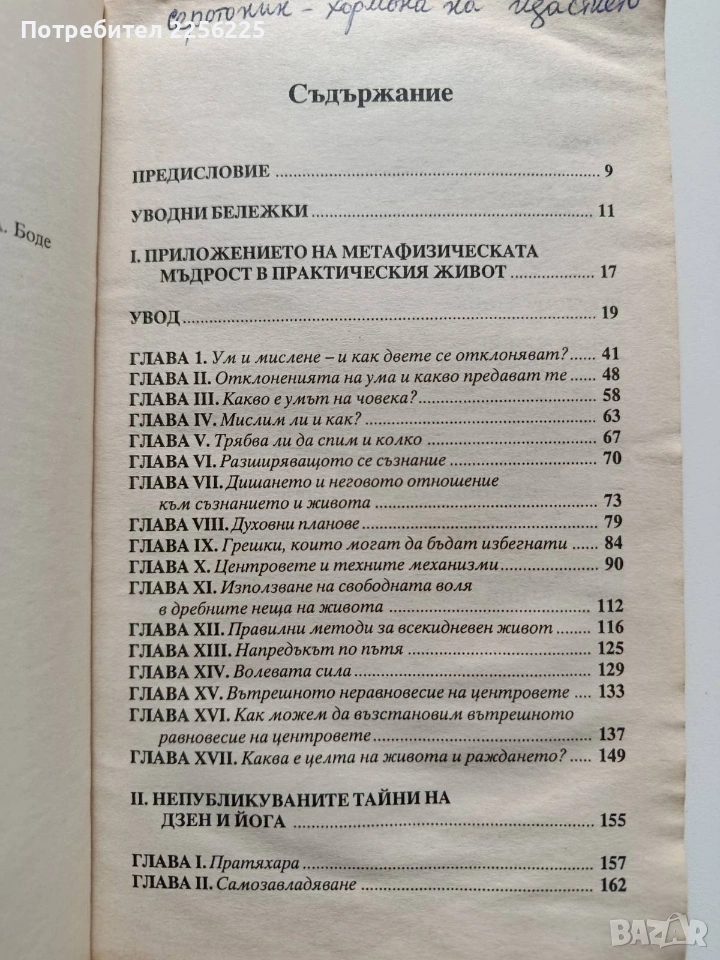 серотонин - хормона на щастието
Потребител 2256225
Съдържание
А. Боде
ПРЕДИСЛОВИЕ 9
УВОДНИ БЕЛЕЖКИ 11
I. ПРИЛОЖЕНИЕТО НА МЕТАФИЗИЧЕСКАТА
МЪДРОСТ В ПРАКТИЧЕСКИЯ ЖИВОТ 17
УВОД 19
ГЛАВА 1. Ум и мислене – и как двете се отклоняват? 41
ГЛАВА II. Отклоненията на ума и какво предават те 48
ГЛАВА III. Какво е умът на човека? 58
ГЛАВА IV. Мислим ли и как? 63
ГЛАВА V. Трябва ли да спим и колко 67
ГЛАВА VI. Разширяващото се съзнание 70
ГЛАВА VII. Дишането и неговото отношение
към съзнанието и живота 73
ГЛАВА VIII. Духовни планове 79
ГЛАВА IX. Грешки, които могат да бъдат избегнати 84
ГЛАВА X. Центровете и техните механизми 90
ГЛАВА XI. Използване на свободната воля
в дребните неща на живота 112
ГЛАВА XII. Правилни методи за всекидневен живот 116
ГЛАВА XIII. Напредъкът по пътя 125
ГЛАВА XIV. Волевата сила 129
ГЛАВА XV. Вътрешното неравновесие на центровете 133
ГЛАВА XVI. Как можем да възстановим вътрешното
равновесие на центровете 137
ГЛАВА XVII. Каква е целта на живота и раждането? 149
II. НЕПУБЛИКУВАНИТЕ ТАЙНИ НА
ДЗЕН И ЙОГА 155
ГЛАВА I. Пратяхара 157
ГЛАВА II. Самозавладяване 162
BAZAR